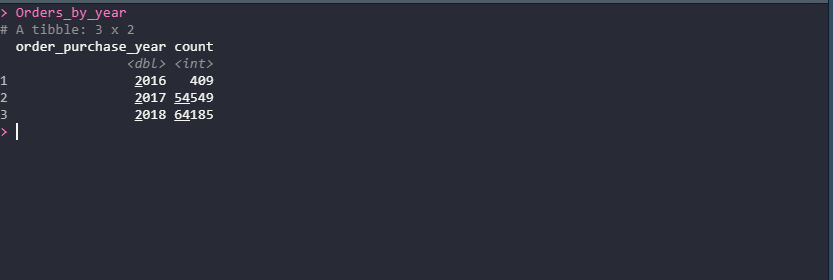 > Orders_by_year
# A tibble: 3 x 2
order_purchase_year count
<dbl> <int>
1 2016 409
2 2017 54549
3 2018 64185
>